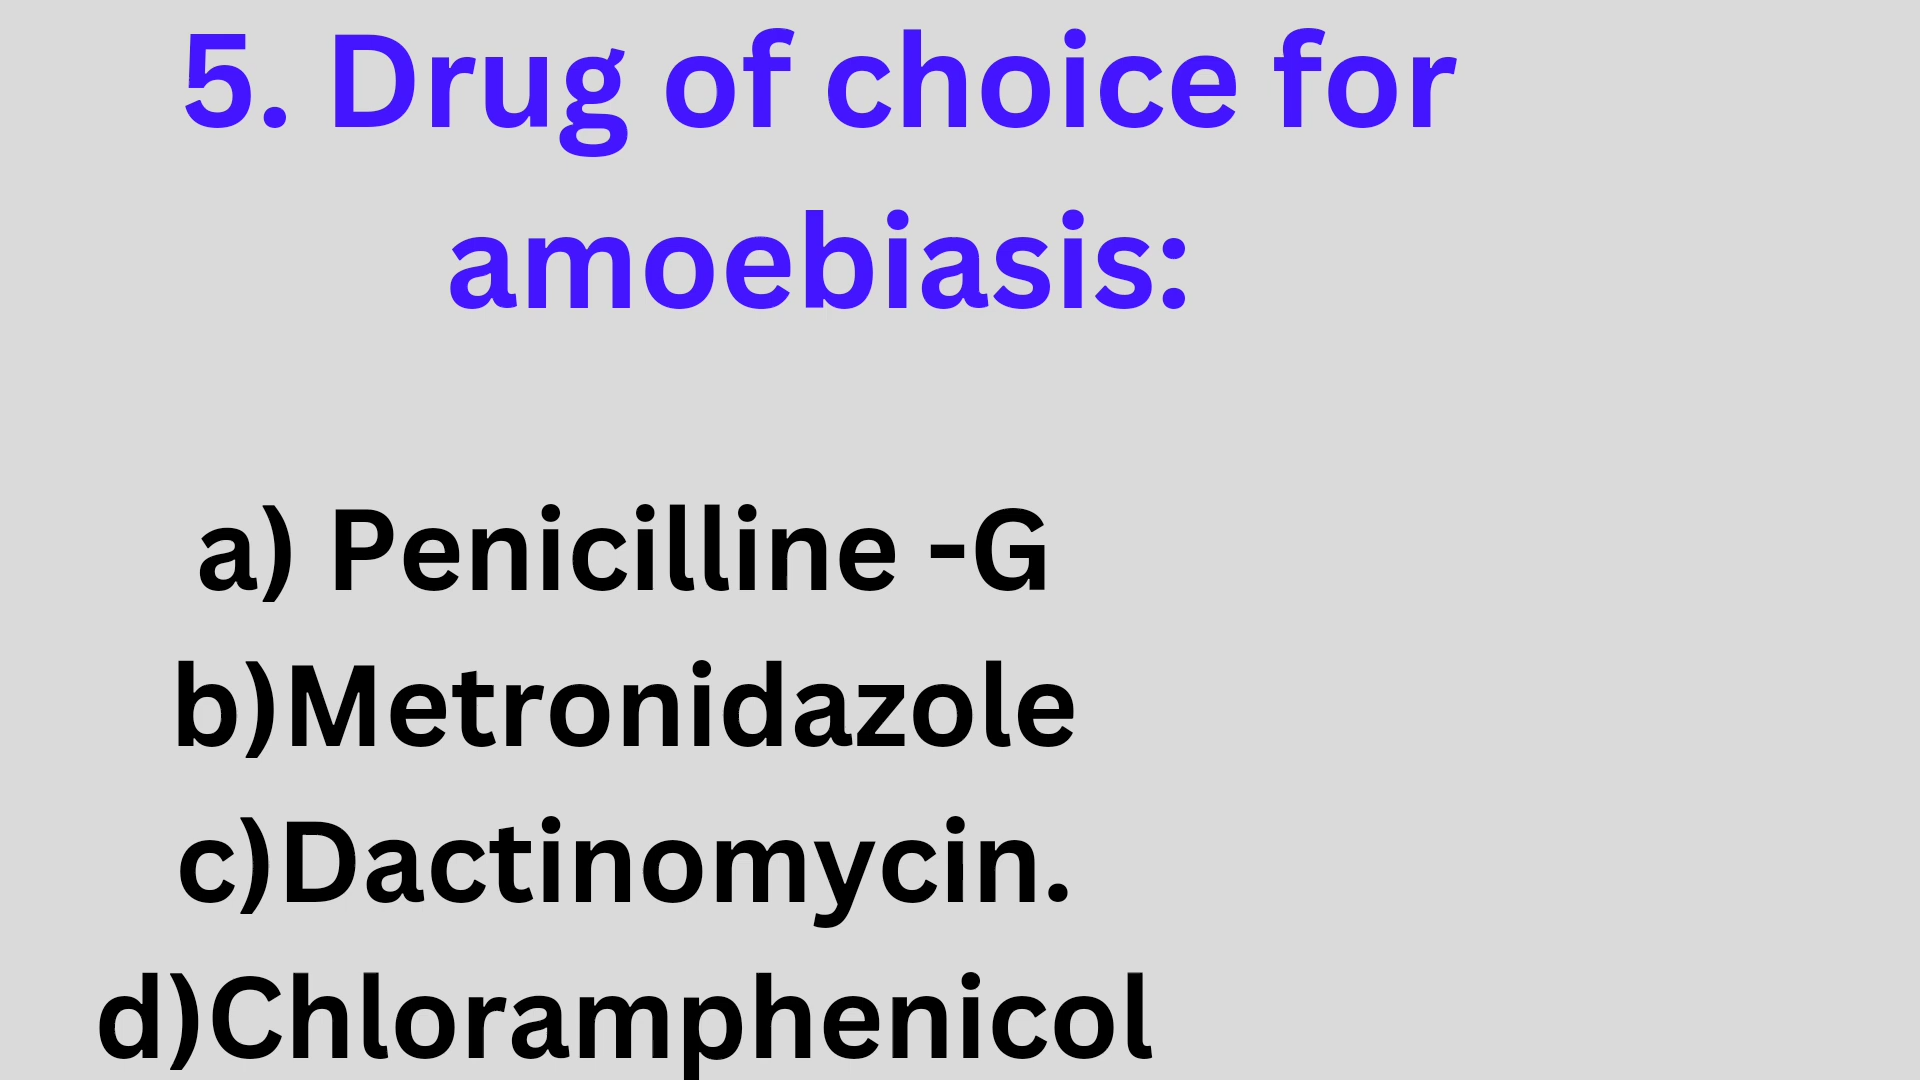 5. Drug of choice for
amoebiasis:
a) Penicilline -G
b)Metronidazole
c)Dactinomycin.
d)Chloramphenicol